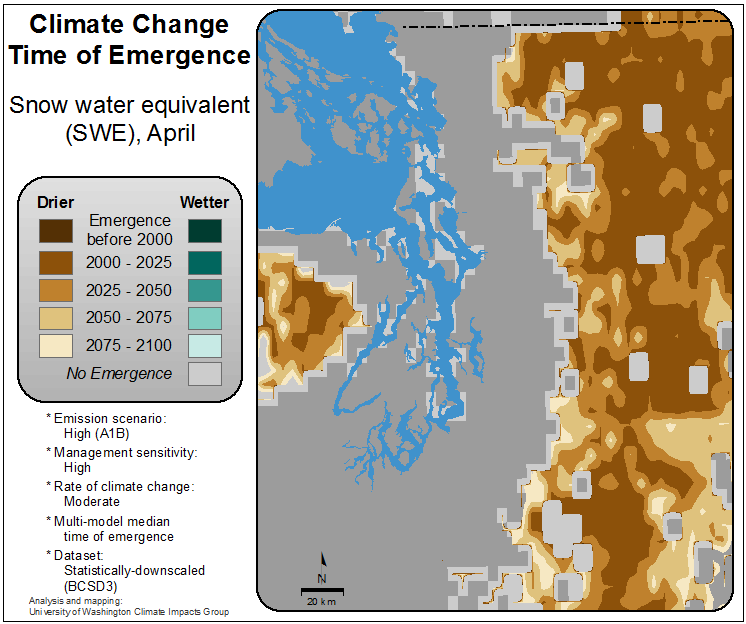 Climate Change
Time of Emergence
Snow water equivalent
(SWE), April
Drier Wetter
Emergence
before 2000
2000 - 2025
2025 - 2050
2050 - 2075
2075 - 2100
No Emergence
* Emission scenario:
High (A1B)
* Management sensitivity:
High
* Rate of climate change:
Moderate
* Multi-model median
time of emergence
* Dataset:
Statistically-downscaled
(BCSD3)
Analysis and mapping:
University of Washington Climate Impacts Group
N
20 km